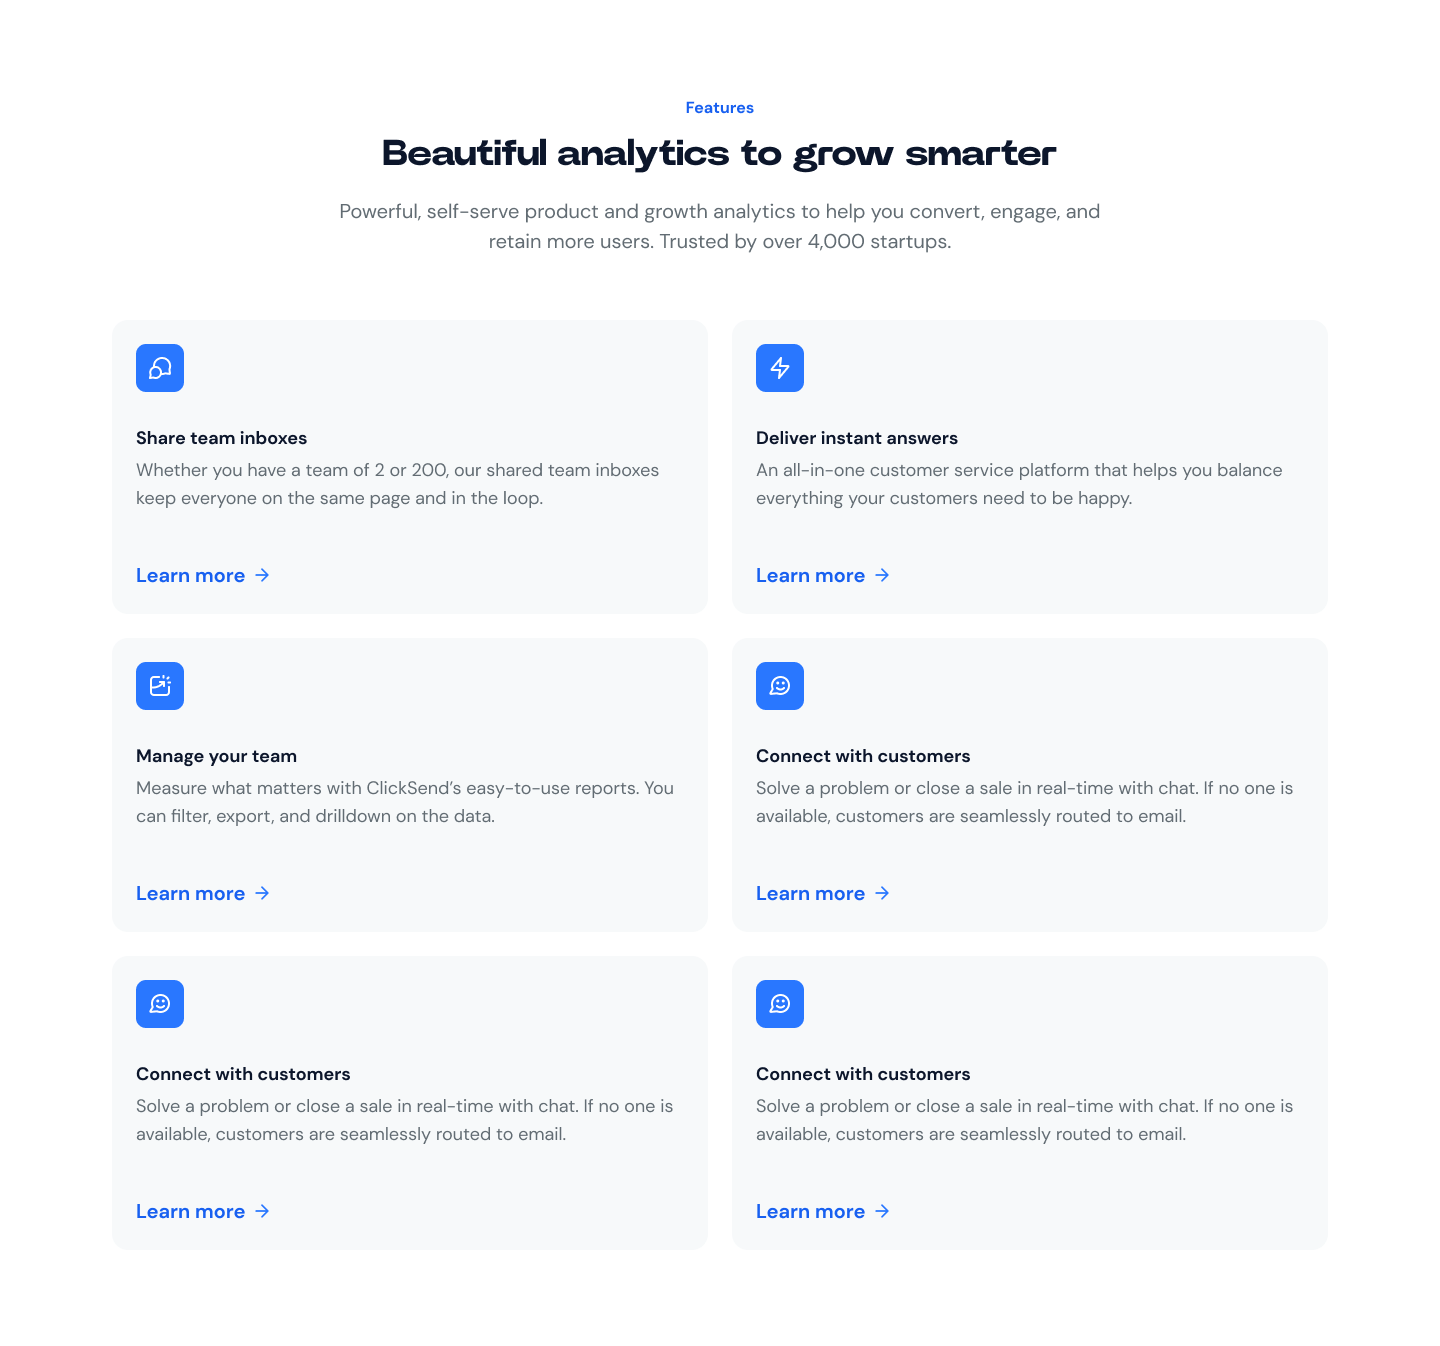 Features
Beautiful analytics to grow smarter
Powerful, self-serve product and growth analytics to help you convert, engage, and
retain more users. Trusted by over 4,000 startups.
Share team inboxes
Whether you have a team of 2 or 200, our shared team inboxes
keep everyone on the same page and in the loop.
Learn more
Deliver instant answers
An all-in-one customer service platform that helps you balance
everything your customers need to be happy.
Learn more
Manage your team
Measure what matters with ClickSend’s easy-to-use reports. You
can filter, export, and drilldown on the data.
Learn more
Connect with customers
Solve a problem or close a sale in real-time with chat. If no one is
available, customers are seamlessly routed to email.
Learn more
Connect with customers
Solve a problem or close a sale in real-time with chat. If no one is
available, customers are seamlessly routed to email.
Learn more
Connect with customers
Solve a problem or close a sale in real-time with chat. If no one is
available, customers are seamlessly routed to email.
Learn more